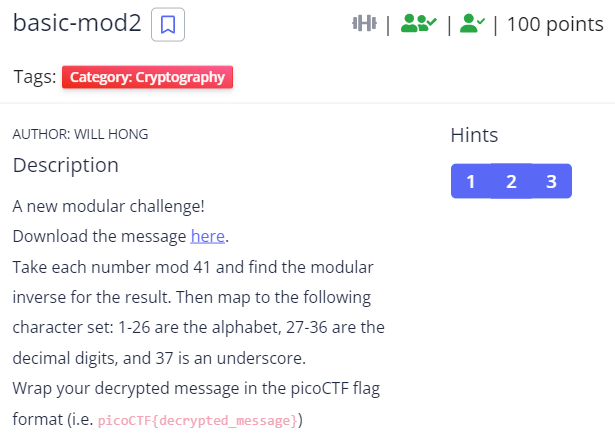 basic-mod2
| | | 100 points
Tags: Category: Cryptography
AUTHOR: WILL HONG
Hints
Description
1 2 3
A new modular challenge!
Download the message here.
Take each number mod 41 and find the modular
inverse for the result. Then map to the following
character set: 1-26 are the alphabet, 27-36 are the
decimal digits, and 37 is an underscore.
Wrap your decrypted message in the picoCTF flag
format (i.e. picoCTF{decrypted_message})